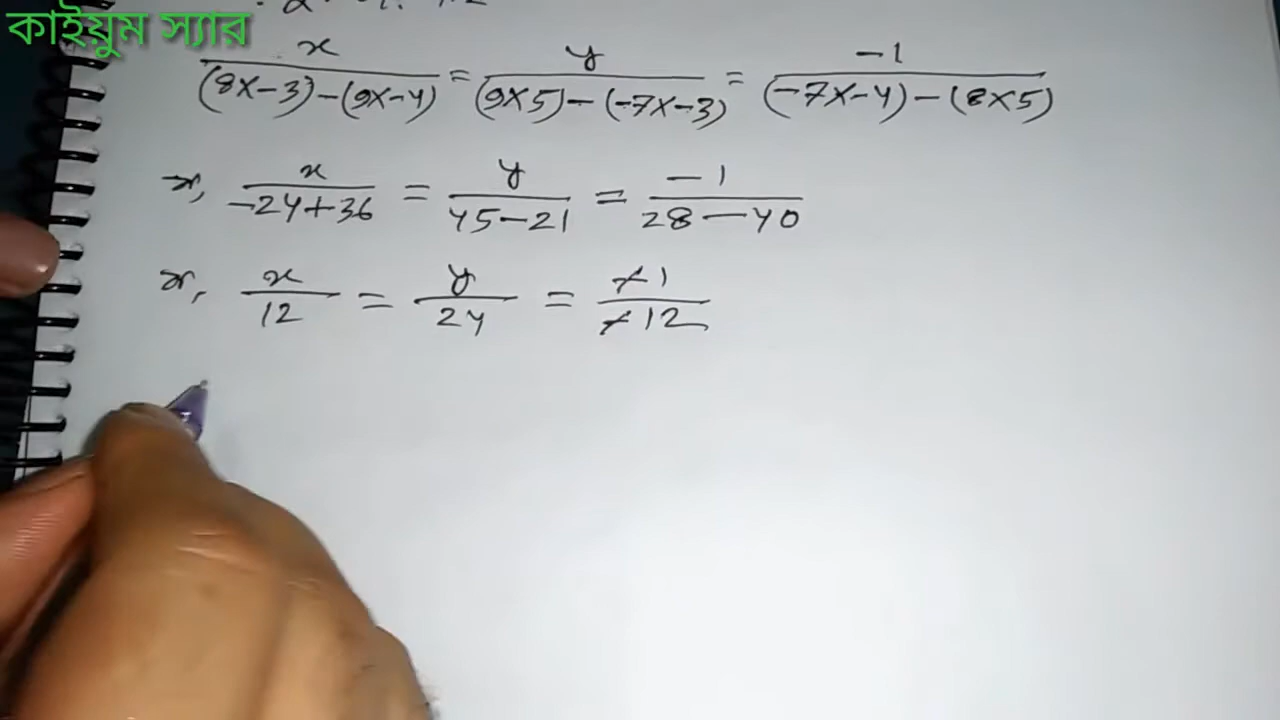 কাইয়ুম স্যার
x/((8×-3)-(9×-4)) = y/((9×5)-(-7×-3)) = -1/((-7×-4)-(8×5))
বা, x/(-24+36) = y/(45-21) = -1/(28-40)
বা, x/12 = y/24 = -1/-12